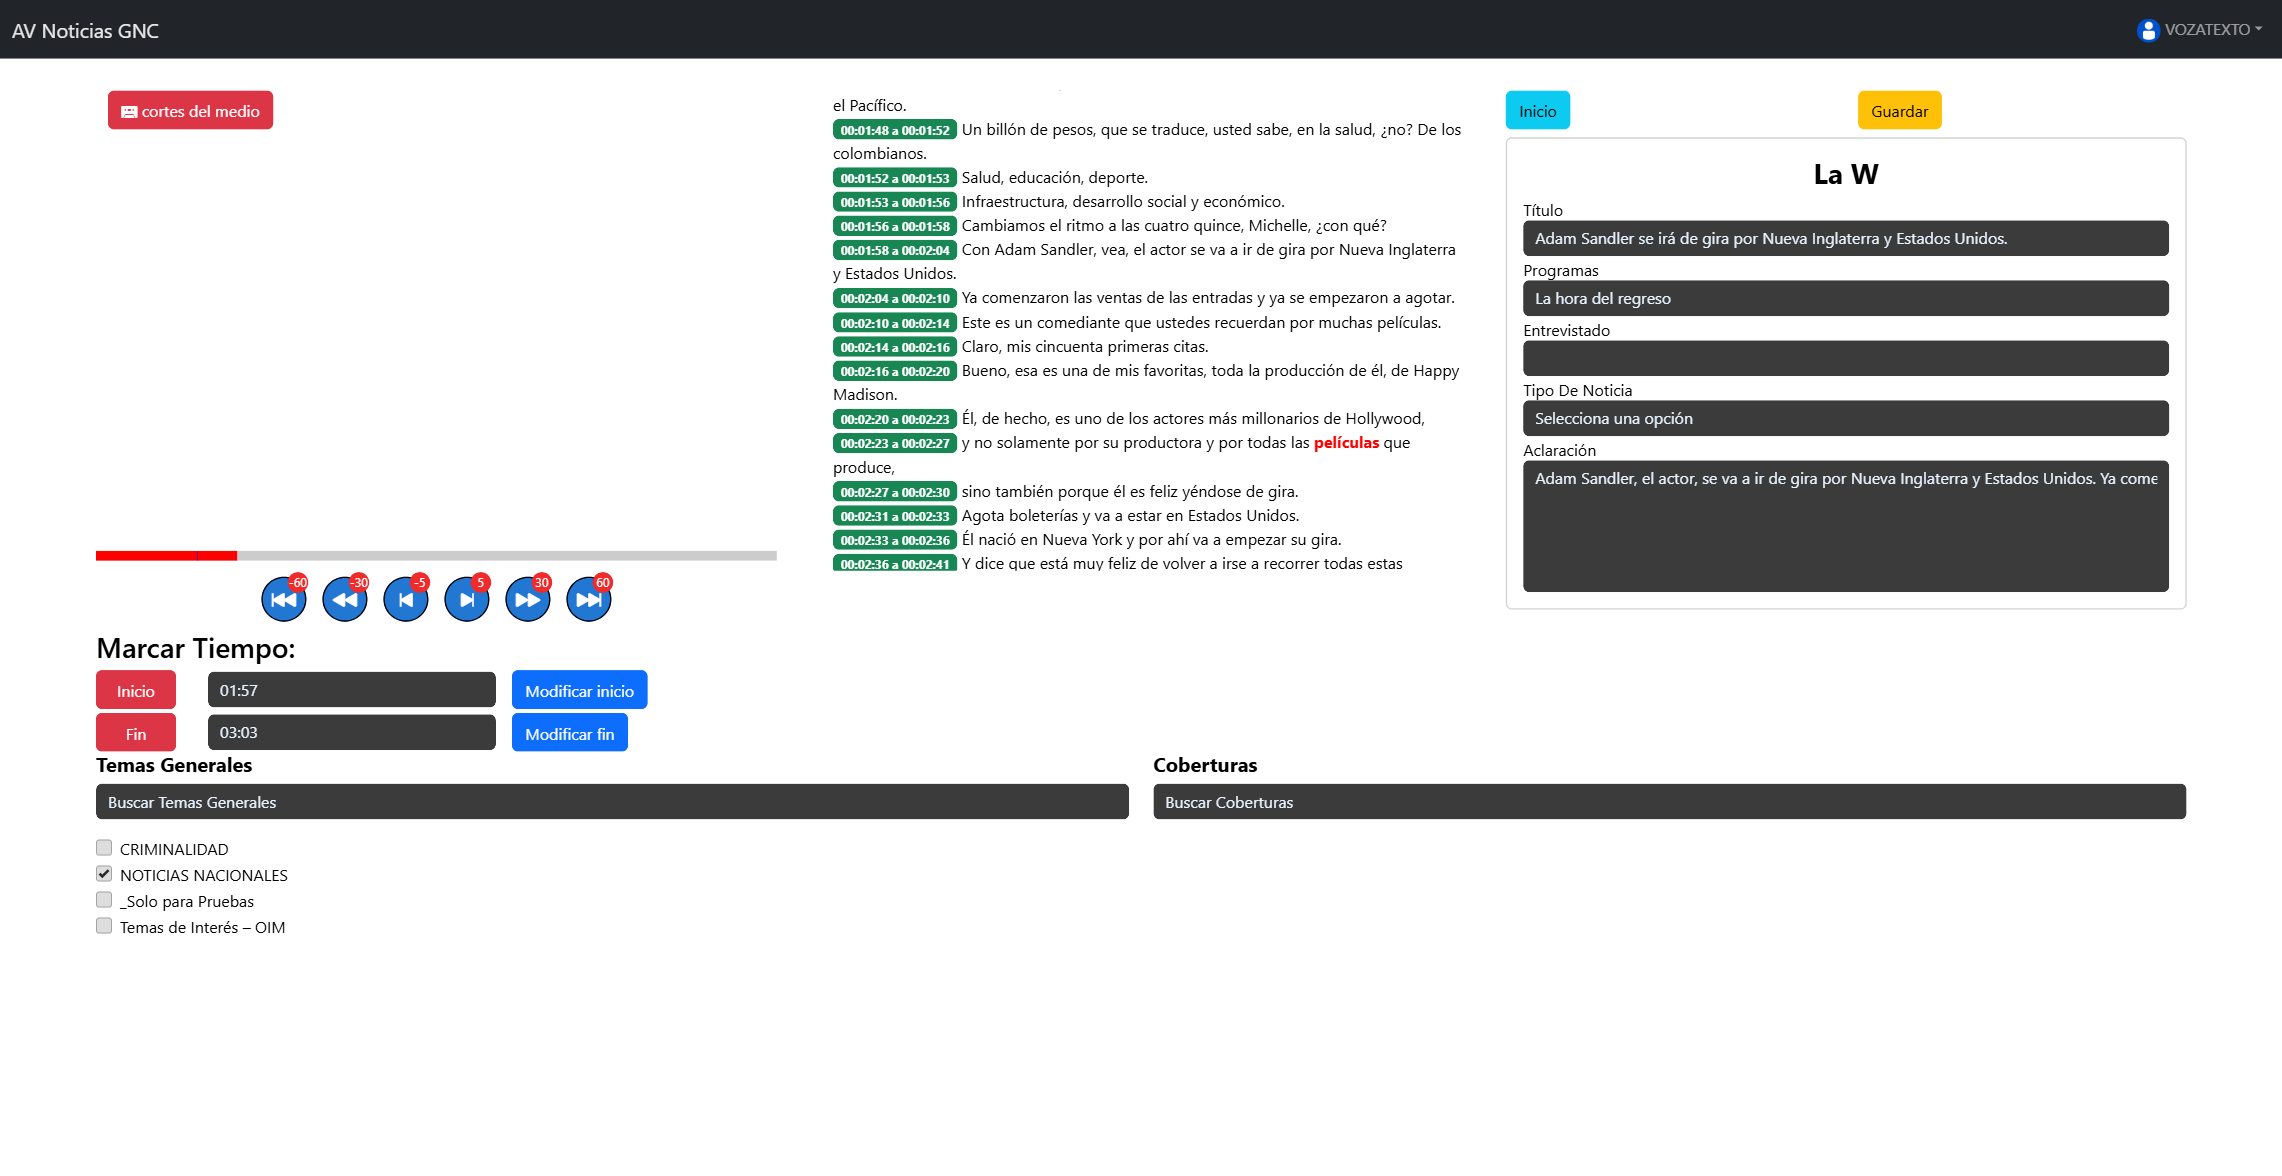 AV Noticias GNC
VOZATEXTO
cortes del medio
el Pacífico.
00:01:48 a 00:01:52 Un billón de pesos, que se traduce, usted sabe, en la salud, ¿no? De los
colombianos.
00:01:52 a 00:01:53 Salud, educación, deporte.
00:01:53 a 00:01:56 Infraestructura, desarrollo social y económico.
00:01:56 a 00:01:58 Cambiamos el ritmo a las cuatro quince, Michelle, ¿con qué?
00:01:58 a 00:02:04 Con Adam Sandler, vea, el actor se va a ir de gira por Nueva Inglaterra
y Estados Unidos.
00:02:04 a 00:02:10 Ya comenzaron las ventas de las entradas y ya se empezaron a agotar.
00:02:10 a 00:02:14 Este es un comediante que ustedes recuerdan por muchas películas.
00:02:14 a 00:02:16 Claro, mis cincuenta primeras citas.
00:02:16 a 00:02:20 Bueno, esa es una de mis favoritas, toda la producción de él, de Happy
Madison.
00:02:20 a 00:02:23 Él, de hecho, es uno de los actores más millonarios de Hollywood,
00:02:23 a 00:02:27 y no solamente por su productora y por todas las películas que
produce,
00:02:27 a 00:02:30 sino también porque él es feliz yéndose de gira.
00:02:31 a 00:02:33 Agota boleterías y va a estar en Estados Unidos.
00:02:33 a 00:02:36 Él nació en Nueva York y por ahí va a empezar su gira.
00:02:36 a 00:02:41 Y dice que está muy feliz de volver a irse a recorrer todas estas
Inicio
Guardar
La W
Título
Adam Sandler se irá de gira por Nueva Inglaterra y Estados Unidos.
Programas
La hora del regreso
Entrevistado
Tipo De Noticia
Selecciona una opción
Aclaración
Adam Sandler, el actor, se va a ir de gira por Nueva Inglaterra y Estados Unidos. Ya come
-60
-30
-5
5
30
60
Marcar Tiempo:
Inicio
01:57
Modificar inicio
Fin
03:03
Modificar fin
Temas Generales
Buscar Temas Generales
CRIMINALIDAD
NOTICIAS NACIONALES
_Solo para Pruebas
Temas de Interés – OIM
Coberturas
Buscar Coberturas